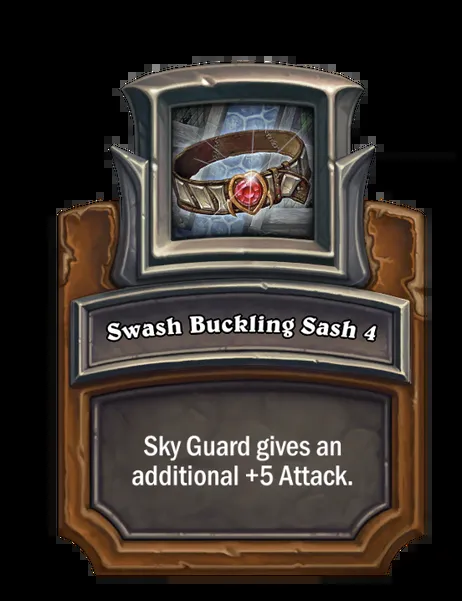 Swash Buckling Sash 4
Sky Guard gives an
additional +5 Attack.